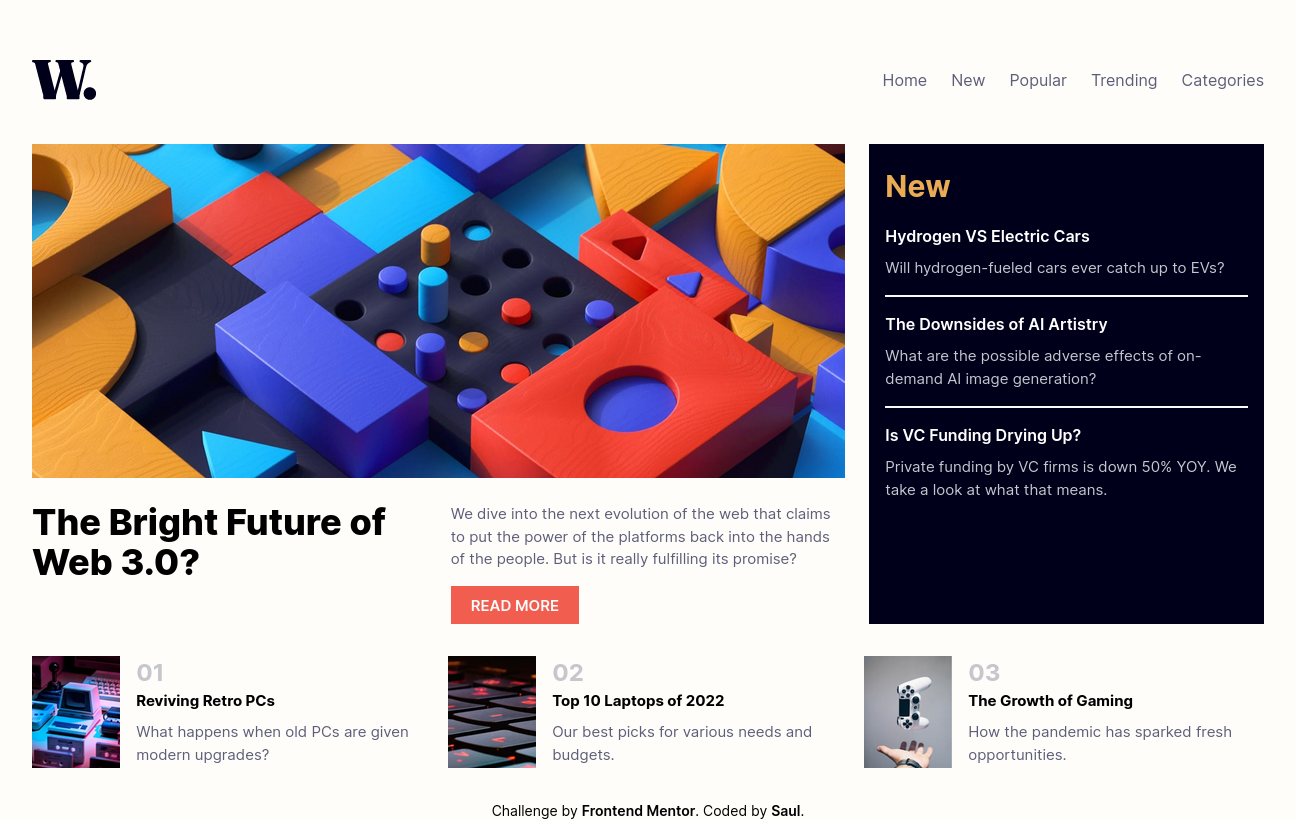 W.
Home New Popular Trending Categories
The Bright Future of
Web 3.0?
We dive into the next evolution of the web that claims
to put the power of the platforms back into the hands
of the people. But is it really fulfilling its promise?
READ MORE
New
Hydrogen VS Electric Cars
Will hydrogen-fueled cars ever catch up to EVs?
The Downsides of AI Artistry
What are the possible adverse effects of on-
demand AI image generation?
Is VC Funding Drying Up?
Private funding by VC firms is down 50% YOY. We
take a look at what that means.
01
Reviving Retro PCs
What happens when old PCs are given
modern upgrades?
02
Top 10 Laptops of 2022
Our best picks for various needs and
budgets.
03
The Growth of Gaming
How the pandemic has sparked fresh
opportunities.
Challenge by Frontend Mentor. Coded by Saul.